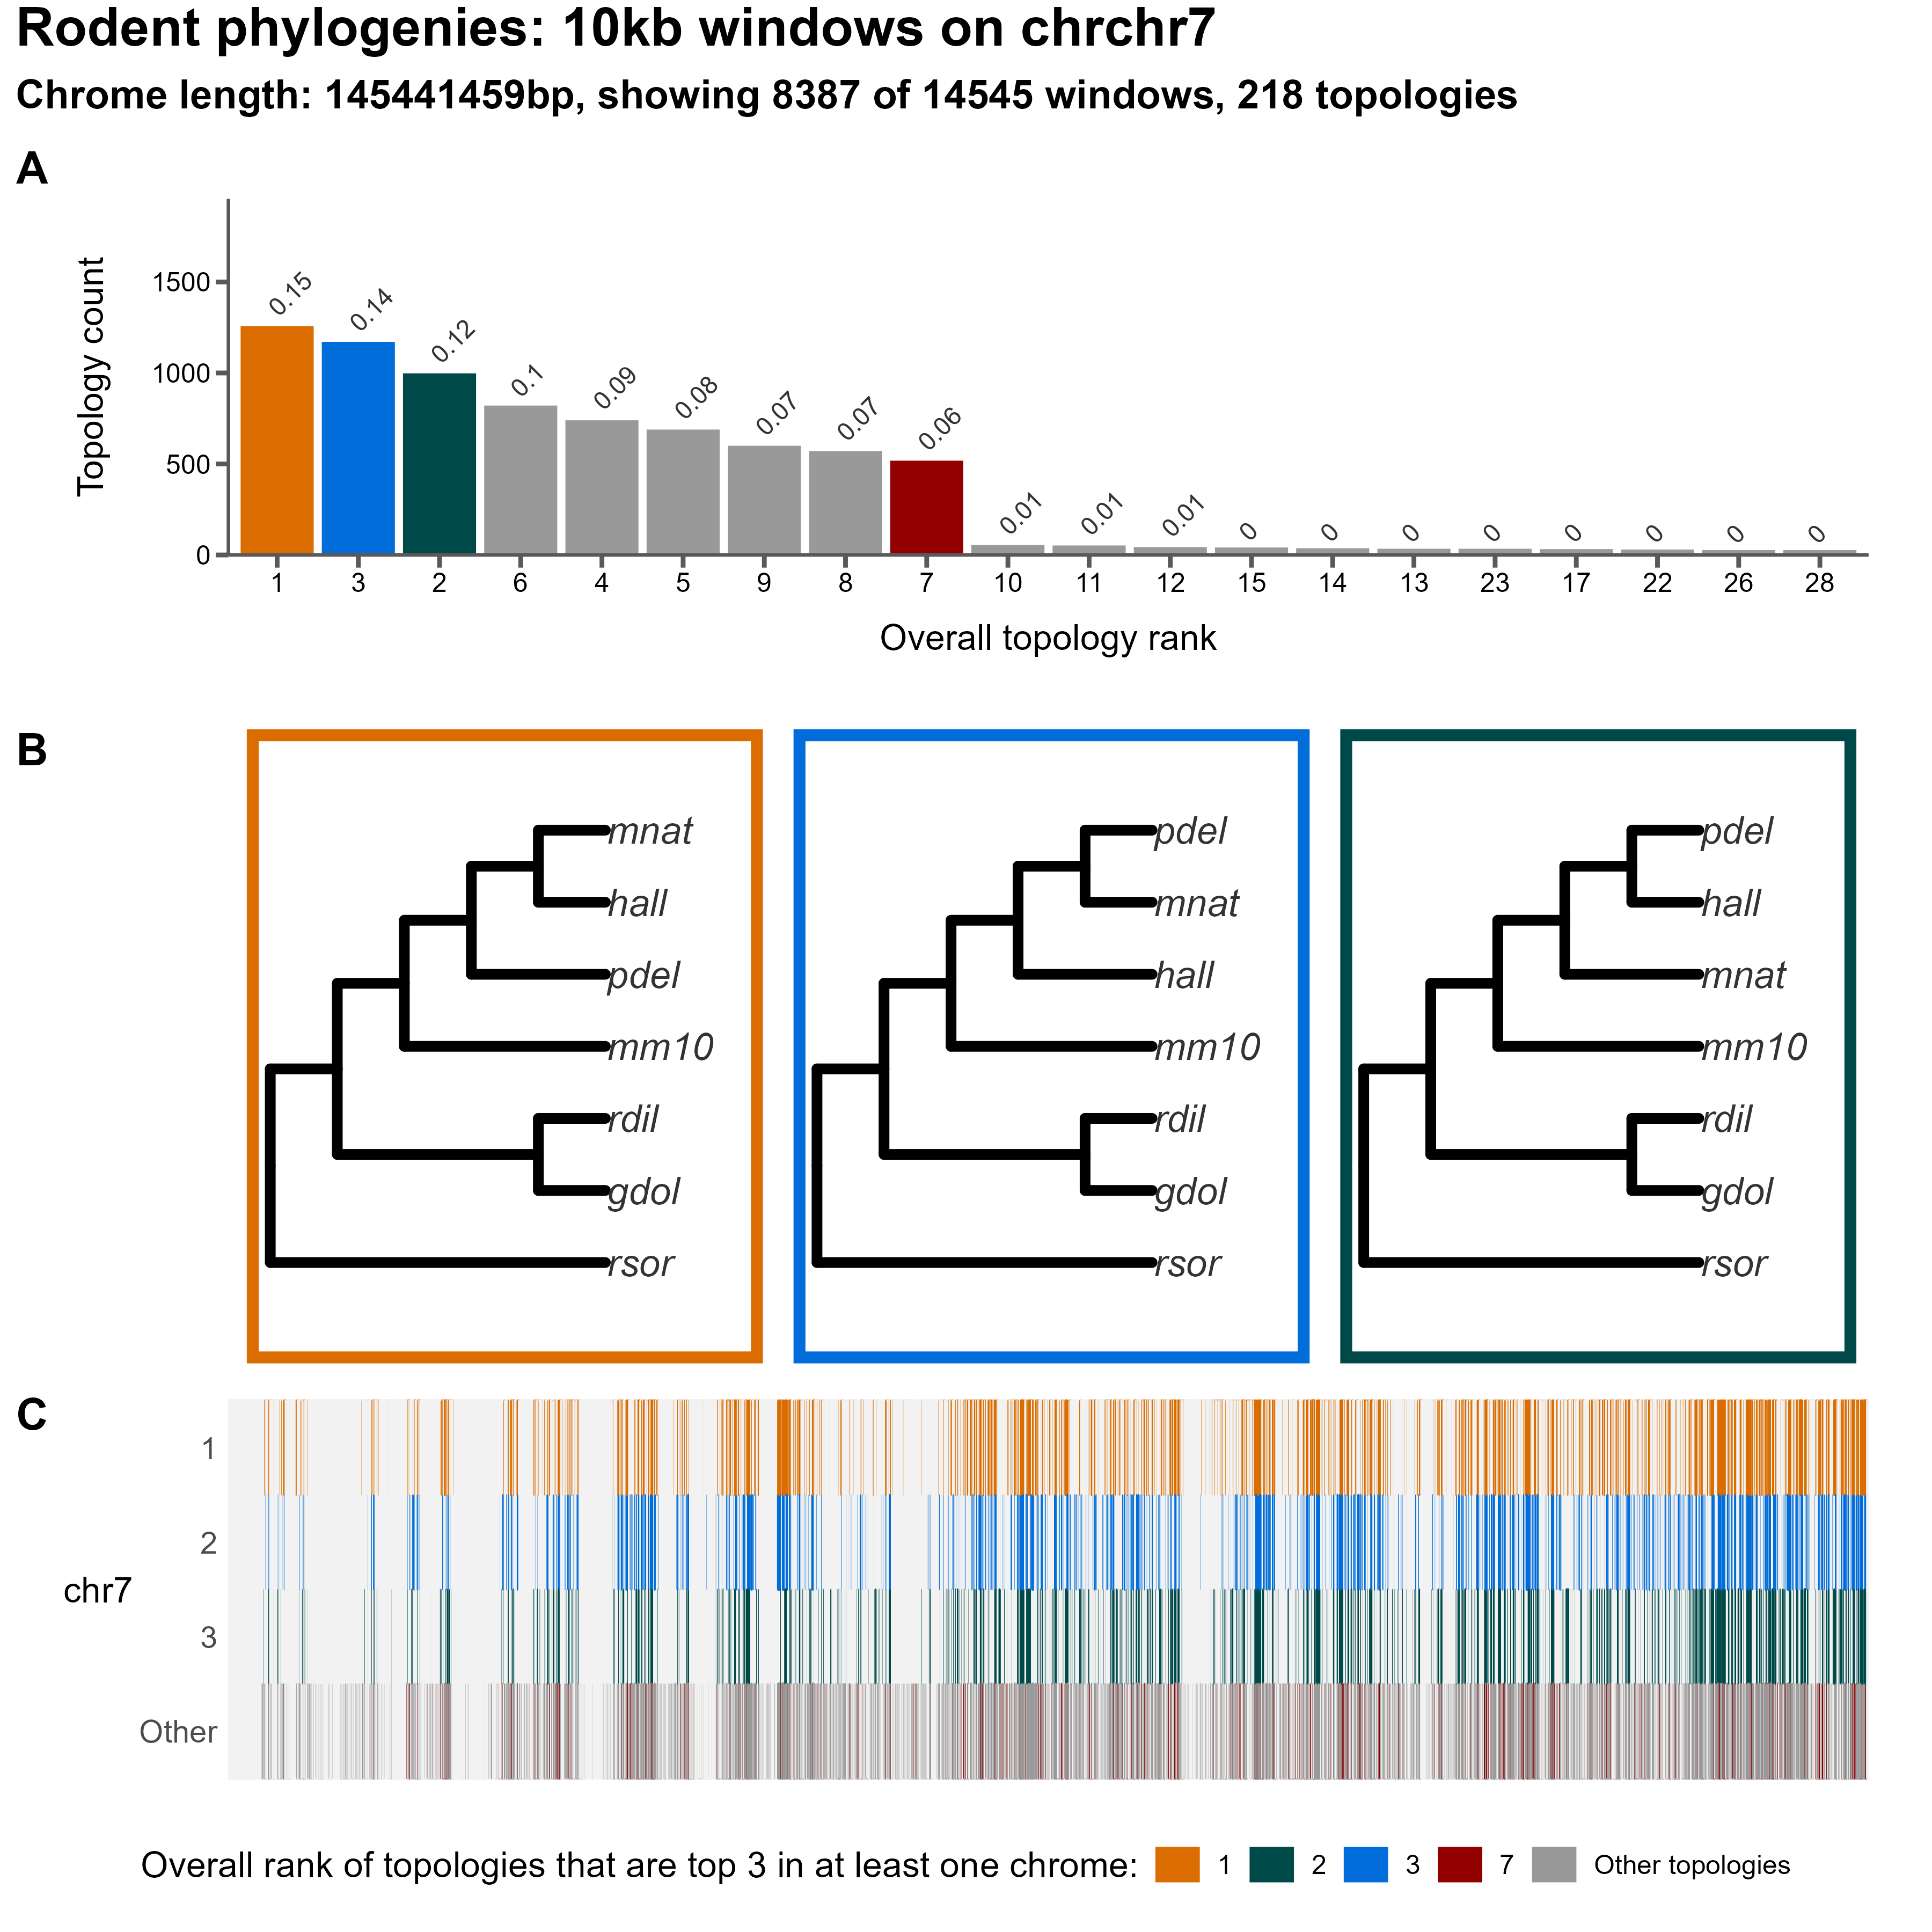 Rodent phylogenies: 10kb windows on chrchr7
Chrome length: 145441459bp, showing 8387 of 14545 windows, 218 topologies
A
Topology count
1500
1000
500
0
0.15 0.14 0.12 0.1 0.09 0.08 0.07 0.07 0.06 0.01 0.01 0.01 0 0 0 0 0 0 0 0
1 3 2 6 4 5 9 8 7 10 11 12 15 14 13 23 17 22 26 28
Overall topology rank
B
mnat
hall
pdel
mm10
rdil
gdol
rsor
pdel
mnat
hall
mm10
rdil
gdol
rsor
pdel
hall
mnat
mm10
rdil
gdol
rsor
C
chr7
1
2
3
Other
Overall rank of topologies that are top 3 in at least one chrome: 1 2 3 7 Other topologies